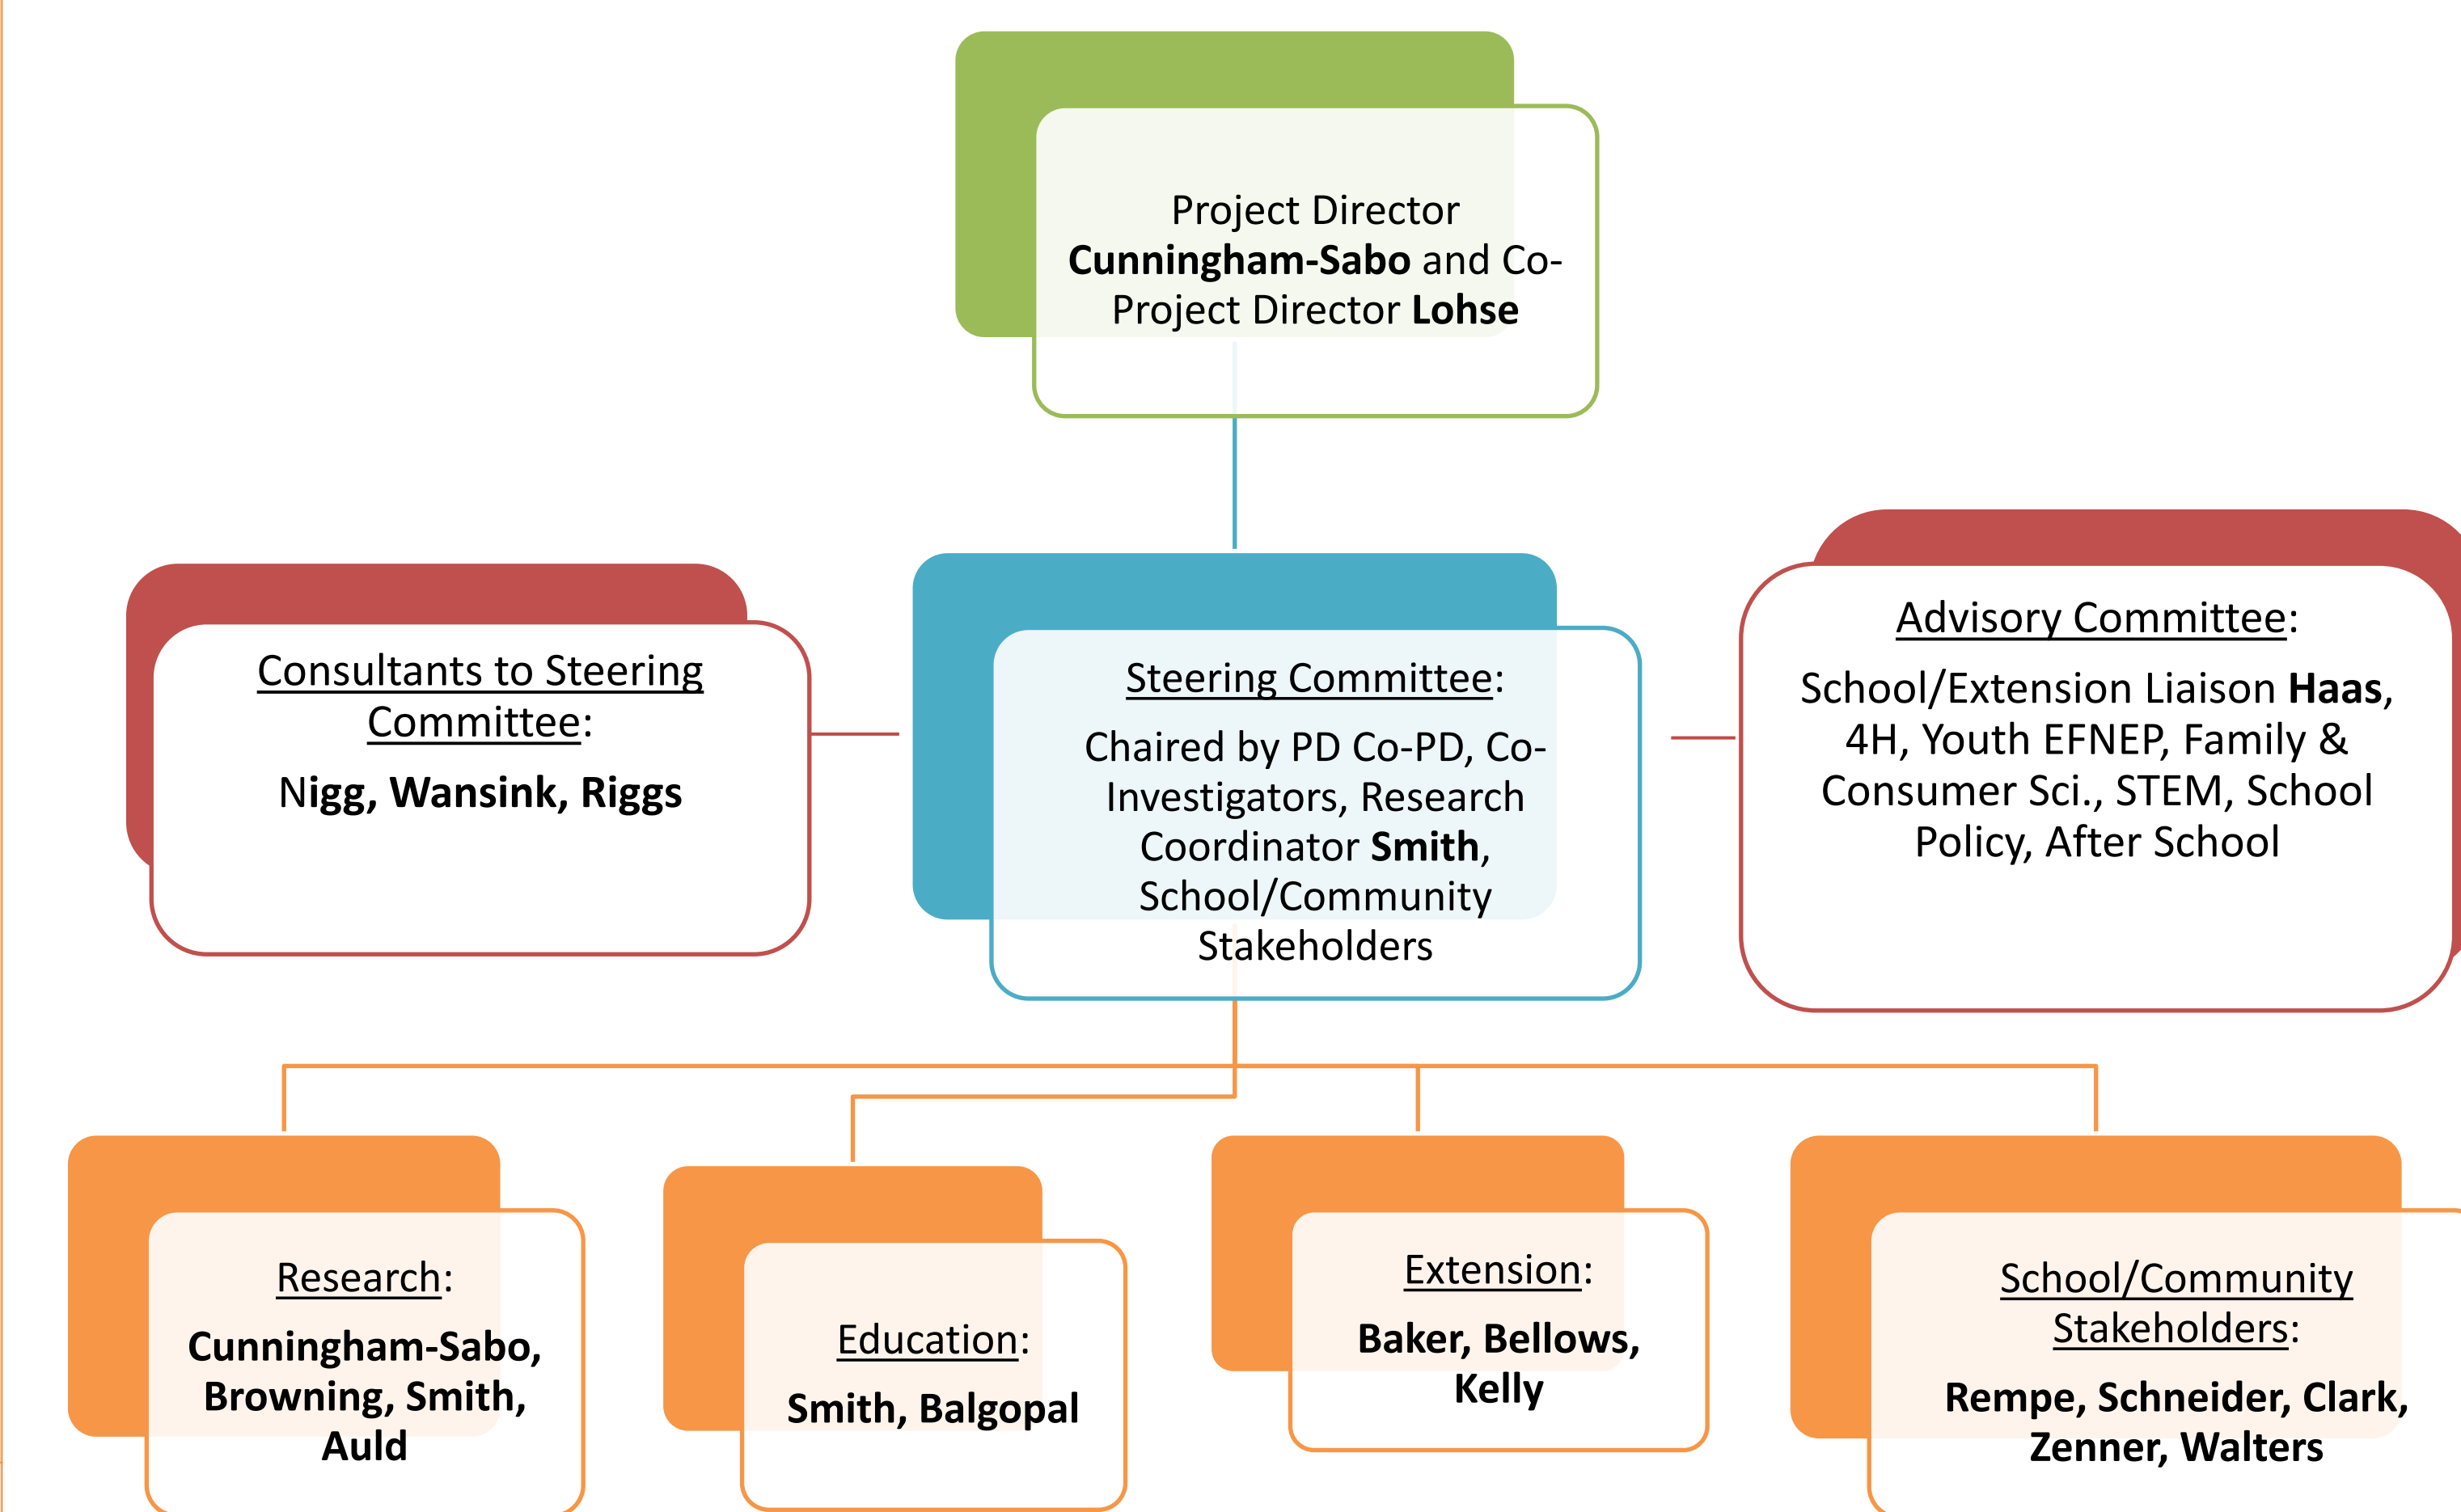 Project Director
Cunningham-Sabo and Co-
Project Director Lohse
Consultants to Steering
Committee:
Nigg, Wansink, Riggs
Steering Committee:
Chaired by PD Co-PD, Co-
Investigators, Research
Coordinator Smith,
School/Community
Stakeholders
Advisory Committee:
School/Extension Liaison Haas,
4H, Youth EFNEP, Family &
Consumer Sci., STEM, School
Policy, After School
Research:
Cunningham-Sabo,
Browning, Smith,
Auld
Education:
Smith, Balgopal
Extension:
Baker, Bellows,
Kelly
School/Community
Stakeholders:
Rempe, Schneider, Clark,
Zenner, Walters